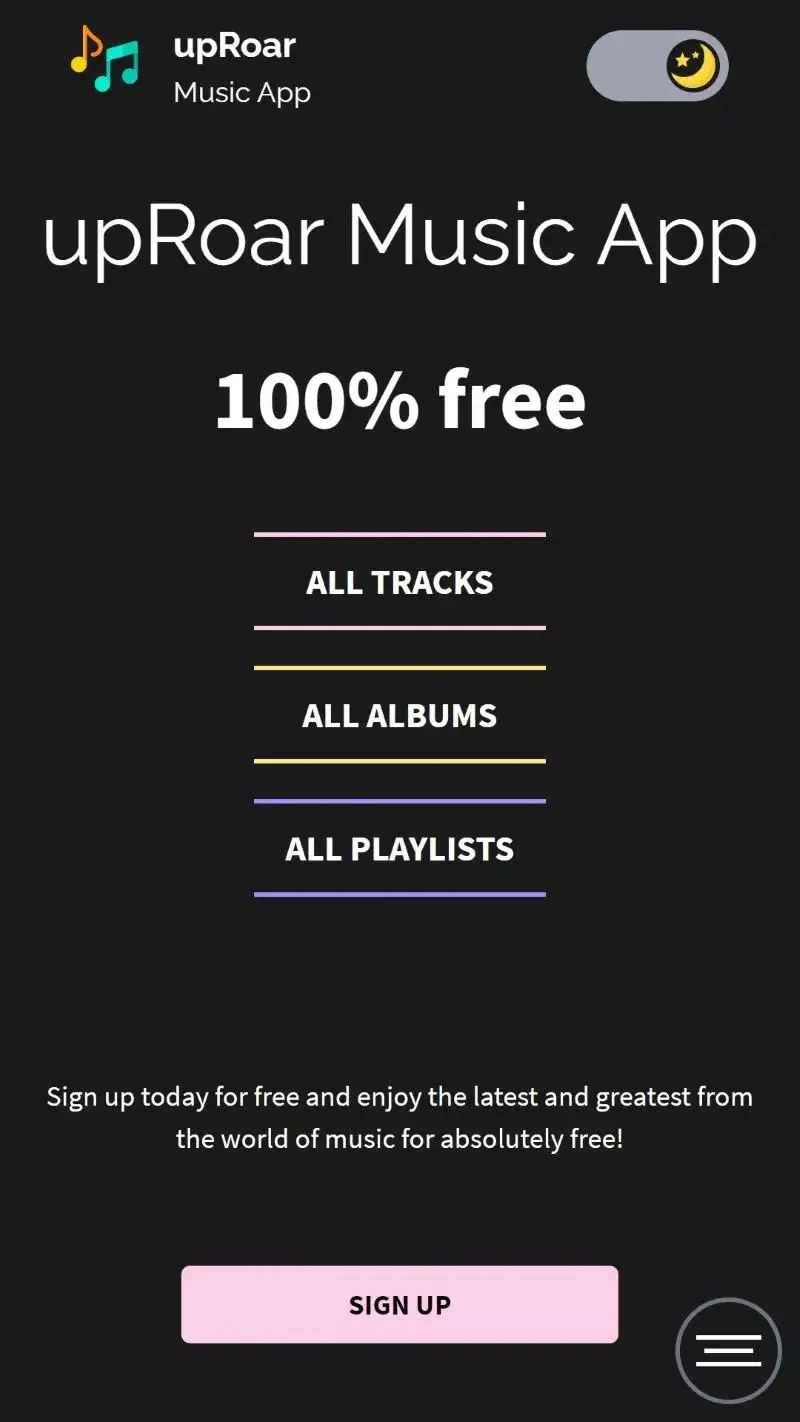 upRoar
Music App
upRoar Music App
100% free
ALL TRACKS
ALL ALBUMS
ALL PLAYLISTS
Sign up today for free and enjoy the latest and greatest from
the world of music for absolutely free!
SIGN UP